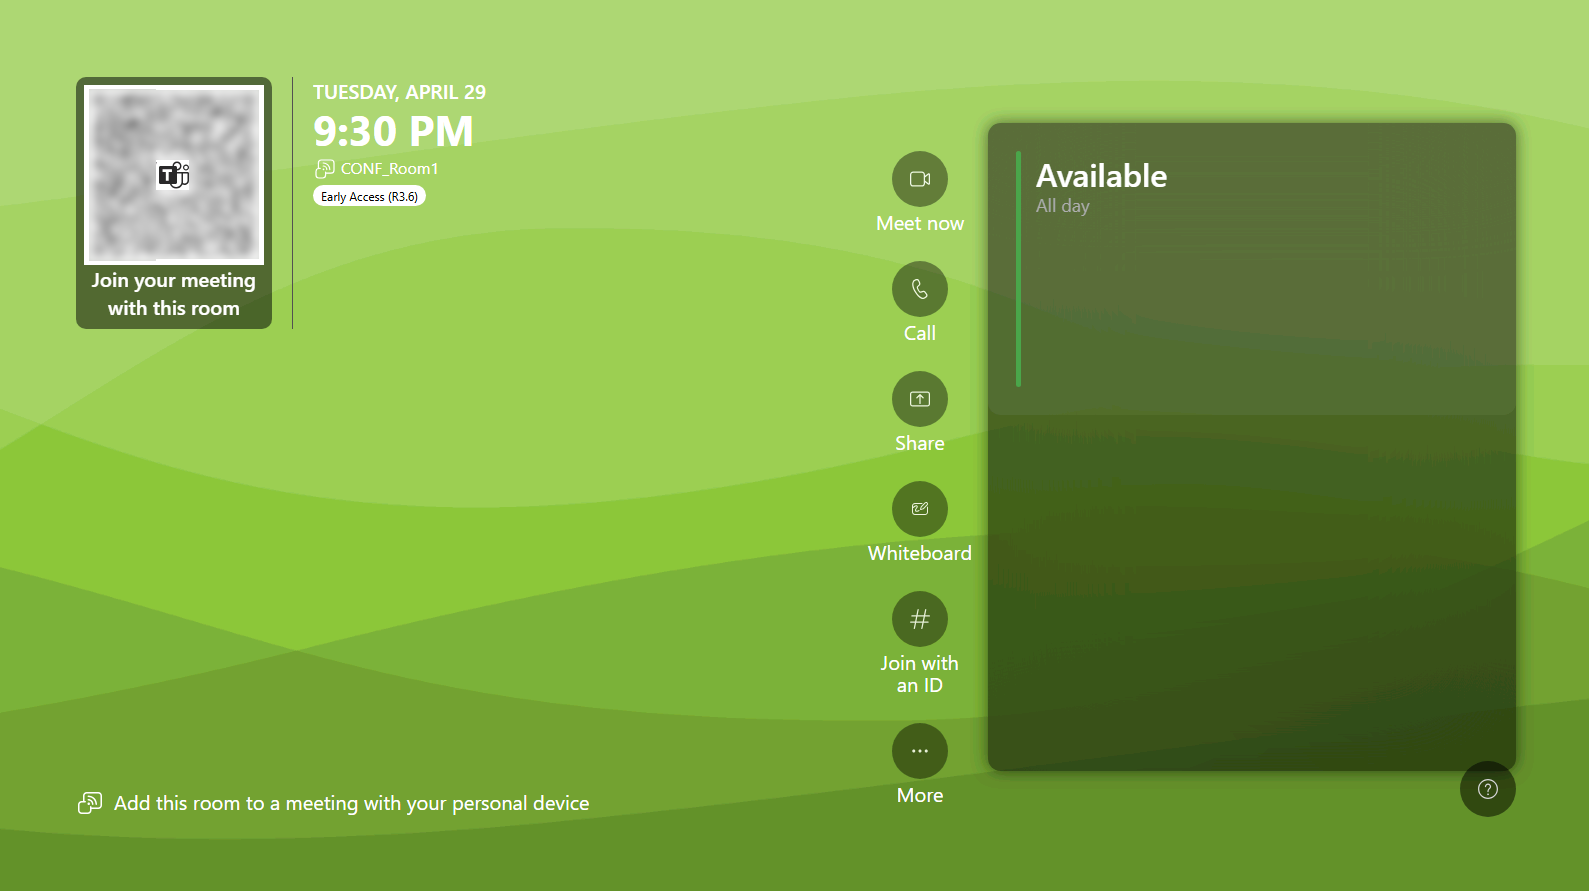 Join your meeting
with this room
TUESDAY, APRIL 29
9:30 PM
CONF_Room1
Early Access (R3.6)
Meet now
Call
Share
Whiteboard
Join with
an ID
More
Available
All day
Add this room to a meeting with your personal device